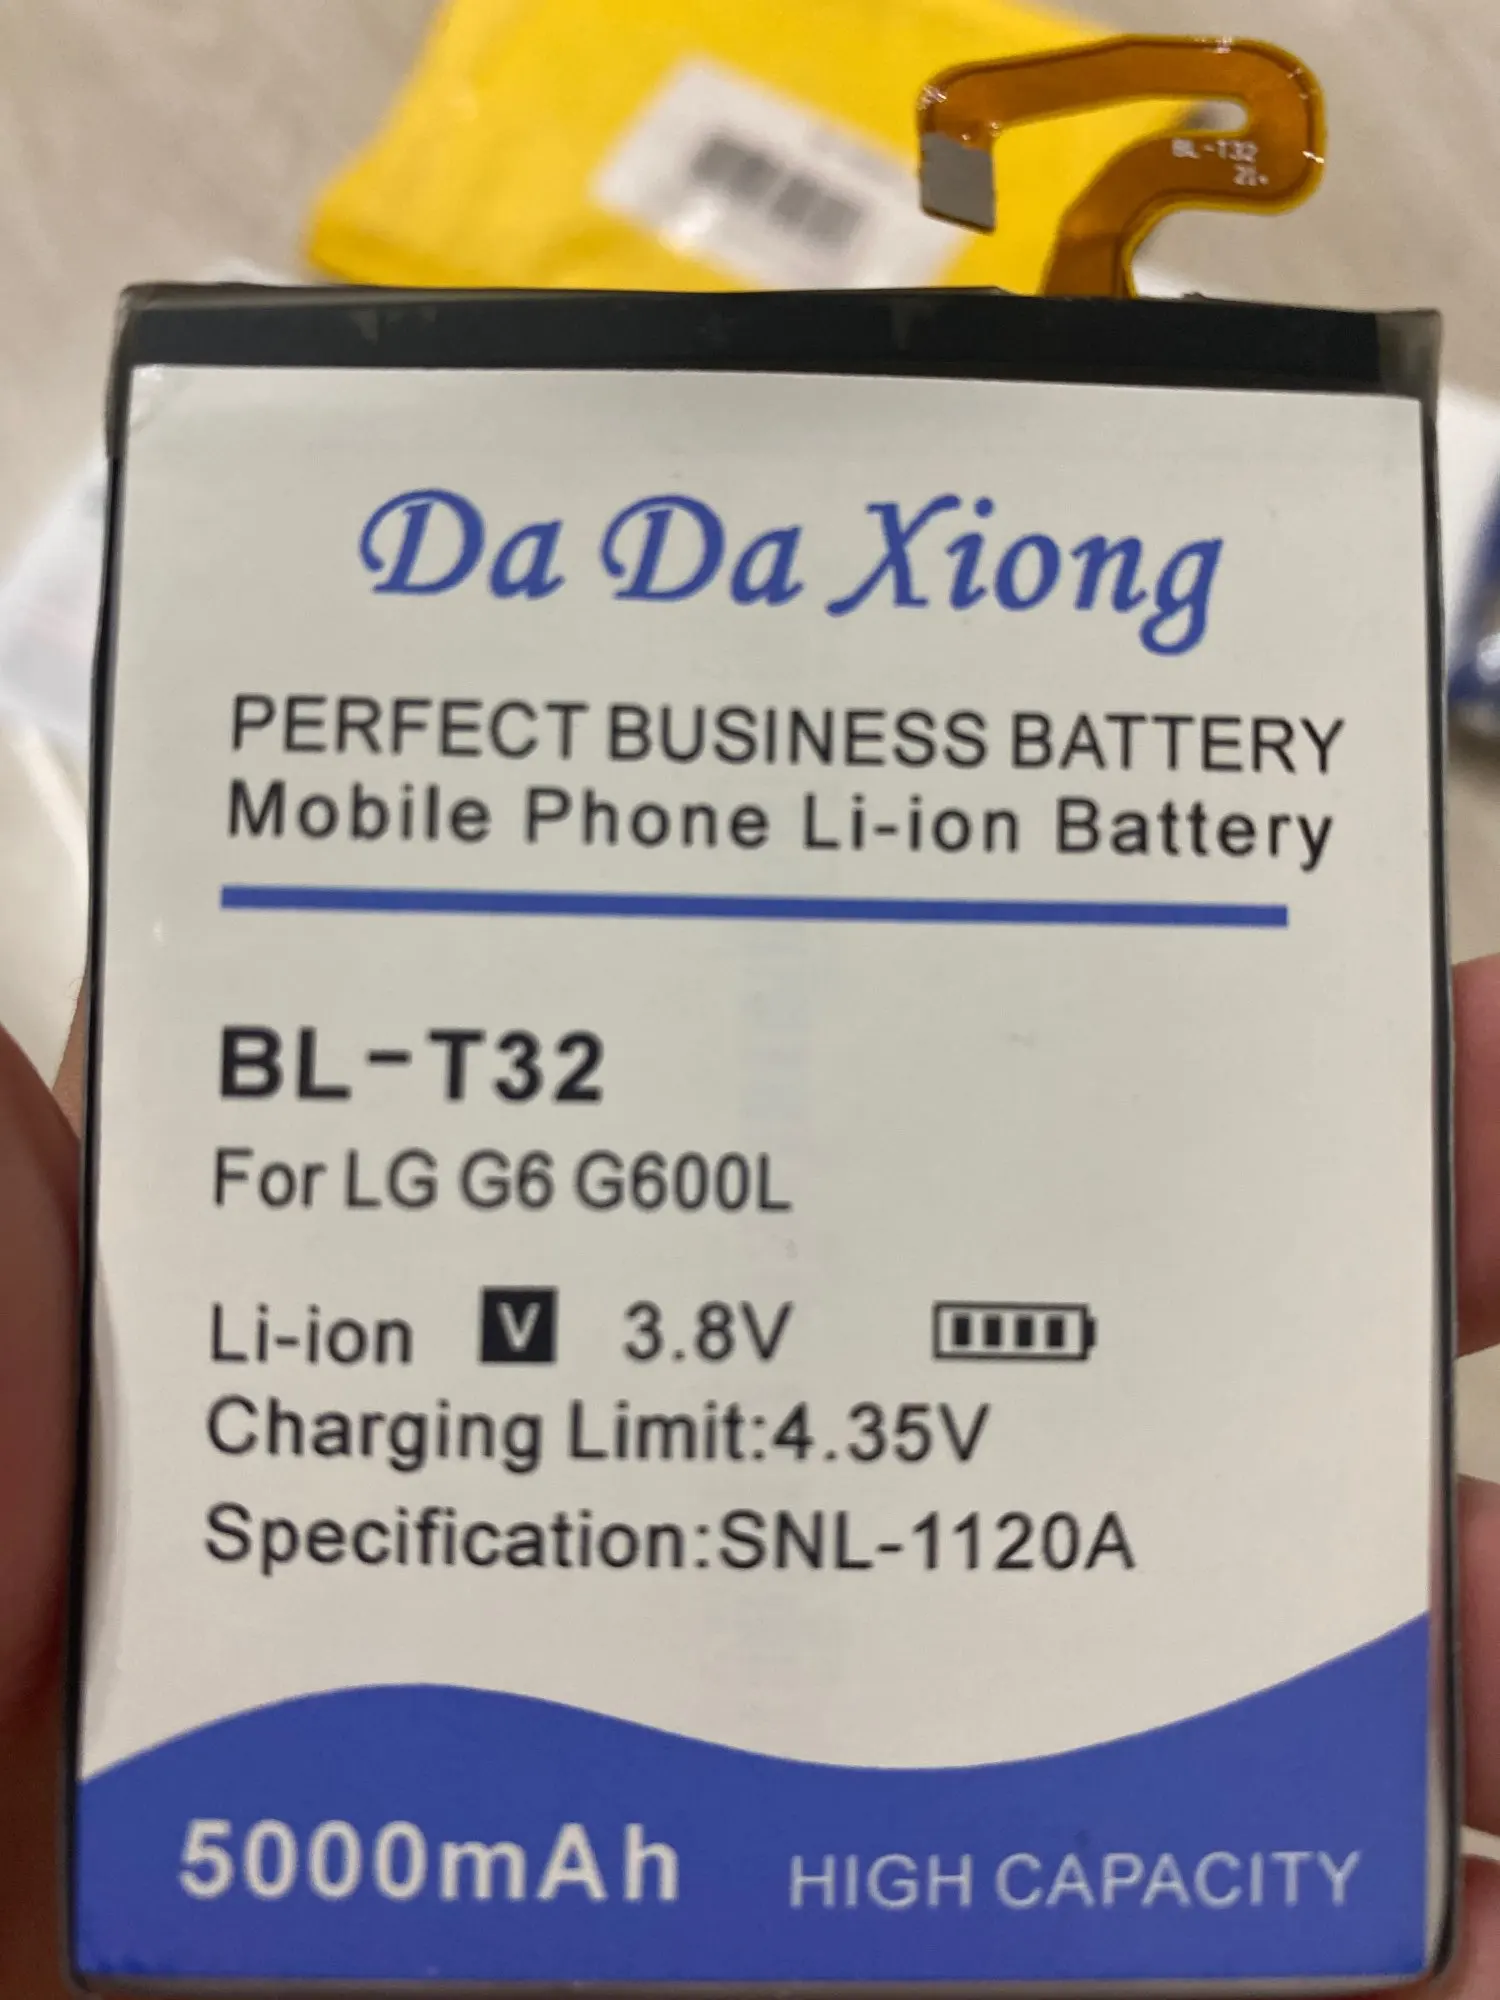 BL-T32
Da Da Xiong
PERFECT BUSINESS BATTERY
Mobile Phone Li-ion Battery
BL-T32
For LG G6 G600L
Li-ion V 3.8V
Charging Limit:4.35V
Specification:SNL-1120A
5000mAh HIGH CAPACITY